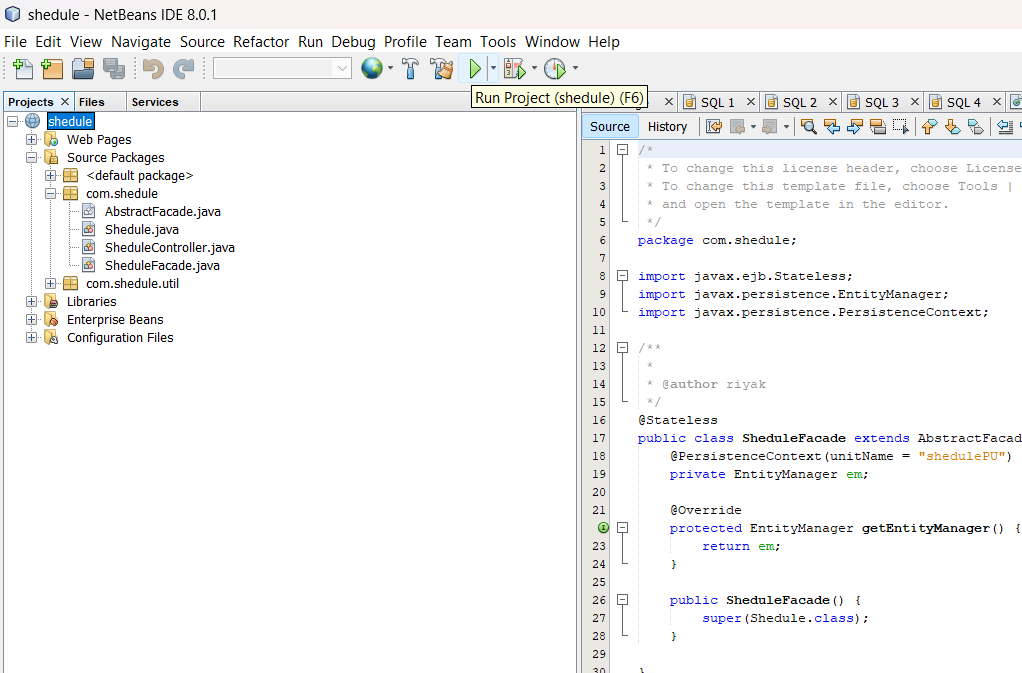 shedule - NetBeans IDE 8.0.1
File Edit View Navigate Source Refactor Run Debug Profile Team Tools Window Help
Run Project (shedule) (F6)
Projects Files Services
SQL 1 SQL 2 SQL 3 SQL 4
shedule
Web Pages
Source Packages
<default package>
com.shedule
AbstractFacade.java
Shedule.java
SheduleController.java
SheduleFacade.java
com.shedule.util
Libraries
Enterprise Beans
Configuration Files
Source History
1 /*
2 * To change this license header, choose License
3 * To change this template file, choose Tools |
4 * and open the template in the editor.
5 */
6 package com.shedule;
7
8 import javax.ejb.Stateless;
9 import javax.persistence.EntityManager;
10 import javax.persistence.PersistenceContext;
11
12 /**
13 *
14 * @author riyak
15 */
16 @Stateless
17 public class SheduleFacade extends AbstractFacad
18 @PersistenceContext(unitName = "shedulePU")
19 private EntityManager em;
20
21 @Override
protected EntityManager getEntityManager() {
23 return em;
24 }
25
26 public SheduleFacade() {
27 super(Shedule.class);
28 }
29
30 }